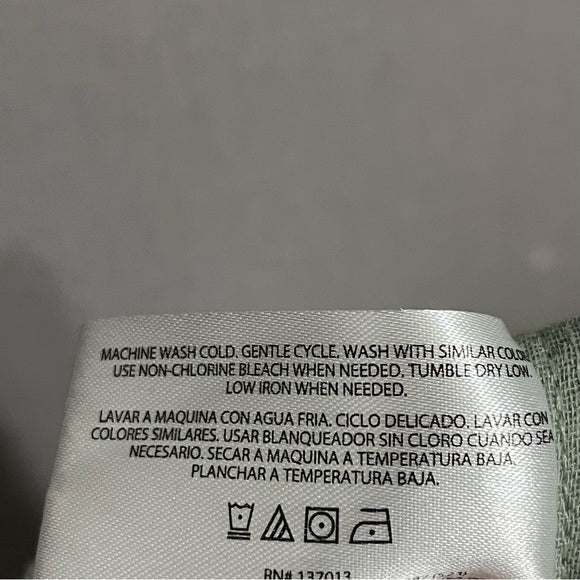 MACHINE WASH COLD. GENTLE CYCLE. WASH WITH SIMILAR
USE NON-CHLORINE BLEACH WHEN NEEDED. TUMBLE DRY LOW.
LOW IRON WHEN NEEDED.
LAVAR A MAQUINA CON AGUA FRIA. CICLO DELICADO. LAVAR CON
COLORES SIMILARES. USAR BLANQUEADOR SIN CLORO CUANDO SEA
NECESARIO. SECAR A MAQUINA A TEMPERATURA BAJA.
PLANCHAR A TEMPERATURA BAJA.
RN# 137013